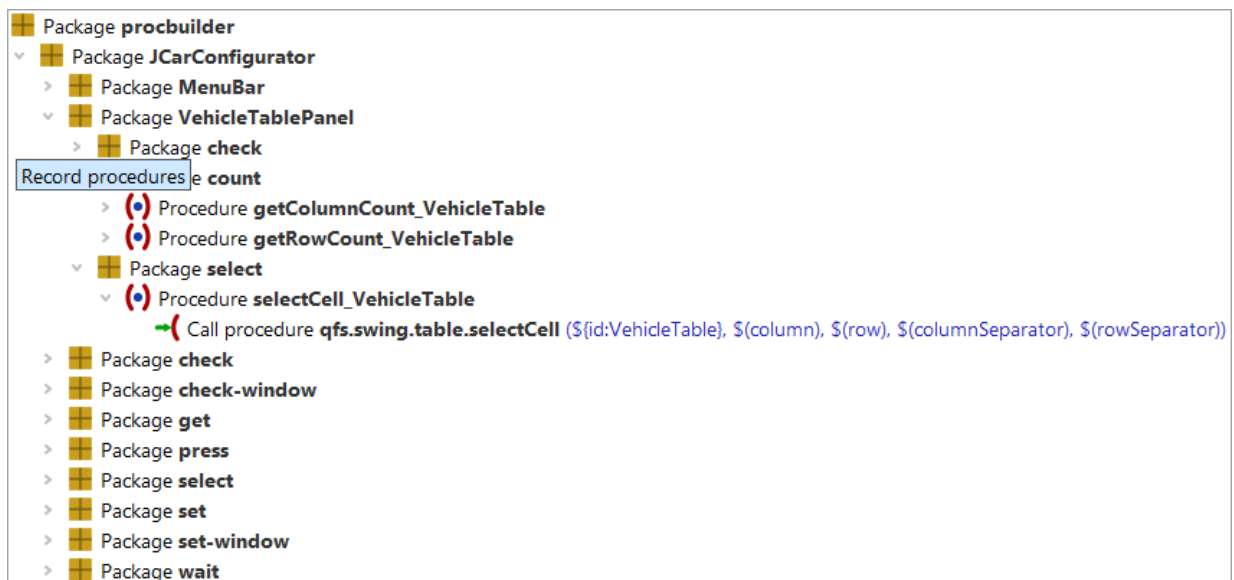 Package procbuilder
Package JCarConfigurator
Package MenuBar
Package VehicleTablePanel
Package check
Record procedures e count
Procedure getColumnCount_VehicleTable
Procedure getRowCount_VehicleTable
Package select
Procedure selectCell_VehicleTable
Call procedure qfs.swing.table.selectCell (${id:VehicleTable}, $(column), $(row), $(columnSeparator), $(rowSeparator))
Package check
Package check-window
Package get
Package press
Package select
Package set
Package set-window
Package wait